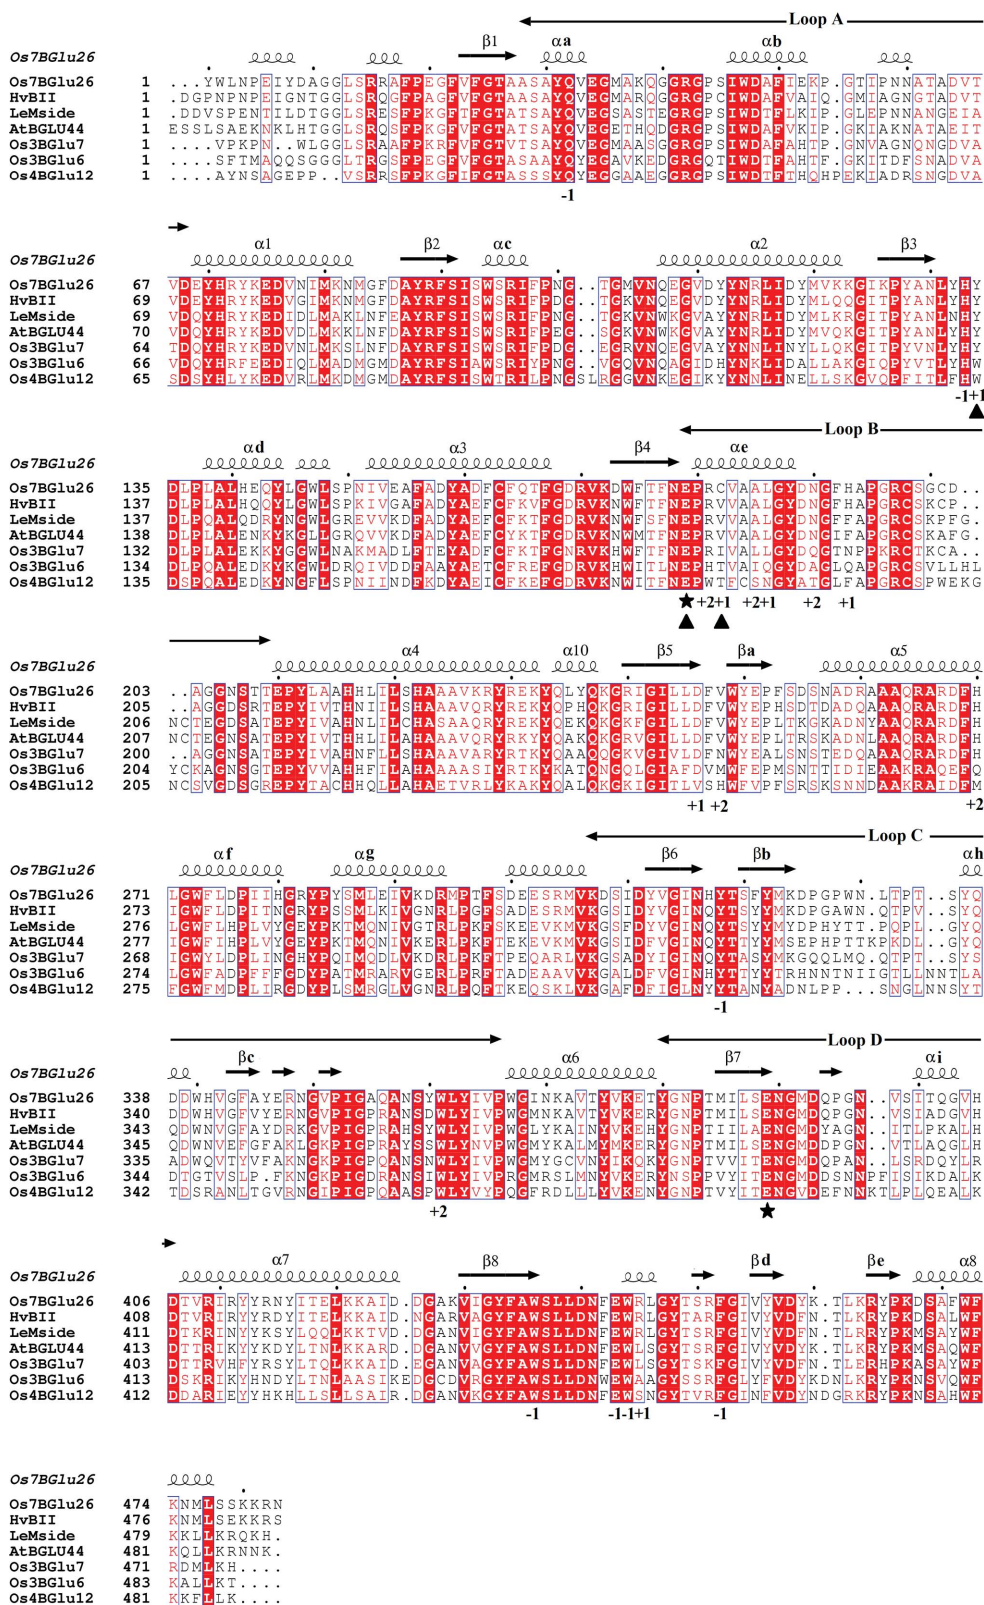 Loop A
β1 αa αb
Os7BGlu26
Os7BGlu26 1 ...YWLNPEIYDAGGLSRRAFPEGFVFGTAASAYQVEGMAKQGGRGPSIWDAFIEKP.GTIPNNATADVT
HvBII 1 .DGPNPNPEIGNTGGLSRQGFPAGFVFGTAASAYQVEGMARQGGRGPCIWDAFVAIQ.GMIAGNGTADVT
LeMside 1 .DDVSPENTILDTGGLSRESFPKGFTFGTATSAYQVEGSASTEGRGPSIWDTFIKIP.GLEPNNANGEIA
AtBGLU44 1 ESSLSAEKNKLHTGGLSRQSFPKGFVFGTATSAYQVEGETHQDGRGPSIWDAFVKIP.GKIAKNATAEIT
Os3BGlu7 1 ....VPKPN..WLGGLSRAAFPKRFVFGTVTSAYQVEGMAASGGRGPSIWDAFAHTP.GNVAGNQNGDVA
Os3BGlu6 1 ....SFTMAQQSGGGLTRGSFPEGFVFGTASAAYQYEGAVKEDGRGQTIWDTFAHTF.GKITDFSNADVA
Os4BGlu12 1 ....AYNSAGEPP..VSRRSFPKGFIFGTASSSYQYEGGAAEGGRGPSIWDTFTHQHPEKIADRSNGDVA
-1
α1 β2 αc α2 β3
Os7BGlu26
Os7BGlu26 67 VDEYHRYKEDVNIMKNMGFDAYRFSISWSRIFPNG..TGMVNQEGVDYYNRLIDYMVKKGIKPYANLYHY
HvBII 69 VDEYHRYKEDVGIMKNMGFDAYRFSISWSRIFPDG..TGKVNQEGVDYYNRLIDYMLQQGITPYANLYHY
LeMside 69 VDQYHRYKEDIDLMAKLNFEAYRFSISWSRIFPNG..TGKVNWKGVAYYNRLIDYMLKRGITPYANLNHY
AtBGLU44 70 VDQYHRYKEDVDLMKKLNFDAYRFSISWSRIFPEG..SGKVNWKGVAYYNRLIDYMVQKGITPYANLYHY
Os3BGlu7 64 TDQYHRYKEDVNLMKSLNFDAYRFSISWSRIFPDG..EGRVNQEGVAYYNNLINYLLQKGITPYVNLYHY
Os3BGlu6 66 VDQYHRFEEDIQLMADMGMDAYRFSIAWSRIYPNG..VGQVNQAGIDHYNKLIDALLAKGIQPYVTLYHW
Os4BGlu12 65 SDSYHLYKEDVRLMKDMGMDAYRFSISWTRILPNGSLRGGVNKEGIKYYNNLINELLSKGVQPFITLFHW
-1+1
Loop B
αd α3 β4 αe
Os7BGlu26
Os7BGlu26 135 DLPLALHEQYLGWLSPNIVEAFADYADFCFQTFGDRVKDWFTFNEPRCVAALGYDNGFHAPGRCSGCD..
HvBII 137 DLPLALHQQYLGWLSPKIVGAFADYAEFCFKVFGDRVKNWFTFNEPRVVAALGYDNGFHAPGRCSKCP..
LeMside 137 DLPLALQDRYNGWLGREVVKDFADYAEFCFKTFGDRVKNWFSFNEPRVVAALGYDNGFFAPGRCSKPFG.
AtBGLU44 138 DLPLALENKYKGLLGRQVVKDFADYAEFCYKTFGDRVKNWMTFNEPRVVAALGYDNGIFAPGRCSKAFG.
Os3BGlu7 132 DLPLALEKKYGGWLNAKMADLFTEYADFCFKTFGNRVKHWFTFNEPRIVALLGYDQGTNPPKRCTKCA..
Os3BGlu6 134 DLPQALEDKYKGWLDRQIVDDFAAYAETCFREFGDRVKHWITLNEPHTVAIQGYDAGLQAPGRCSVLLHL
Os4BGlu12 135 DSPQALEDKYNGFLSPNIINDFKDYAEICFKEFGDRVKNWITFNEPWTFCSNGYATGLFAPGRCSPWEKG
+2+1 +2+1 +2 +1
α4 α10 β5 βa α5
Os7BGlu26
Os7BGlu26 203 ..AGGNSTTEPYLAAHHLILSHAAAVKRYREKYQLYQKGRIGILLDFVWYEPFSDSNADRAAAQRARDFH
HvBII 205 ..AGGDSRTEPYIVTHNIILSHAAAVQRYREKYQPHQKGRIGILLDFVWYEPHSDTDADQAAAQRARDFH
LeMside 206 NCTEGDSATEPYIVAHNLILCHASAAQRYREKYQEKQKGKFGILLDFVWYEPLTKGKADNYAAQRARDFH
AtBGLU44 207 NCTEGNSATEPYIVTHHLILAHAAAVQRYRKYYQAKQKGRVGILLDFVWYEPLTRSKADNLAAQRARDFH
Os3BGlu7 200 ..AGGNSATEPYIVAHNFLLSHAAAVARYRTKYQAAQQGKVGIVLDFNWYEALSNSTEDQAAAQRARDFH
Os3BGlu6 204 YCKAGNSGTEPYVVAHHFILAHAAAASIYRTKYKATQNGQLGIAFDVMWFEPMSNTTIDIEAAKRAQEFQ
Os4BGlu12 205 NCSVGDSGREPYTACHHQLLAHAETVRLYKAKYQALQKGKIGITLVSHWFVPFSRSKSNNDAAKRAIDFM
+1 +2 +2
Loop C
αf αg β6 βb αh
Os7BGlu26
Os7BGlu26 271 LGWFLDPIIHGRYPYSMLEIVKDRMPTFSDEESRMVKDSIDYVGINHYTSFYMKDPGPWN.LTPT..SYQ
HvBII 273 IGWFLDPITNGRYPSSMLKIVGNRLPGFSADESRMVKGSIDYVGINQYTSYYMKDPGAWN.QTPV..SYQ
LeMside 276 LGWFLHPLVYGEYPKTMQNIVGTRLPKFSKEEVKMVKGSFDYVGINQYTSYYMYDPHYTT.PQPL..GYQ
AtBGLU44 277 IGWFIHPLVYGEYPKTMQNIVKERLPKFTEKEVKMVKGSIDFVGINQYTTYYMSEPHPTTKPKDL..GYQ
Os3BGlu7 268 IGWYLDPLINGHYPQIMQDLVKDRLPKFTPEQARLVKGSADYIGINQYTASYMKGQQLMQ.QTPT..SYS
Os3BGlu6 274 LGWFADPFFFGDYPATMRARVGERLPRFTADEAAVVKGALDFVGINHYTTYYTRHNNTNIIGTLLNNTLA
Os4BGlu12 275 FGWFMDPLIRGDYPLSMRGLVGNRLPQFTKEQSKLVKGAFDFIGLNYYTANYADNLPP...SNGLNNSYT
-1
Loop D
βc α6 β7 αi
Os7BGlu26
Os7BGlu26 338 DDWHVGFAYERNGVPIGAQANSYWLYIVPWGINKAVTYVKETYGNPTMILSENGMDQPGN..VSITQGVH
HvBII 340 DDWHVGFVYERNGVPIGPRANSDWLYIVPWGMNKAVTYVKERYGNPTMILSENGMDQPGN..VSIADGVH
LeMside 343 QDWNVGFAYDRKGVPIGPRAHSYWLYIVPWGLYKAINYVKEHYGNPTIILAENGMDYAGN..ITLPKALH
AtBGLU44 345 QDWNVEFGFAKLGKPIGPRAYSSWLYNVPWGMYKALMYMKERYGNPTMILSENGMDDPGN..VTLAQGLH
Os3BGlu7 335 ADWQVTYVFAKNGKPIGPQANSNWLYIVPWGMYGCVNYIKQKYGNPTVVITENGMDQPAN..LSRDQYLR
Os3BGlu6 344 DTGTVSLP.FKNGKPIGDRANSIWLYIVPRGMRSLMNYVKERYNSPPVYITENGMDDSNNPFISIKDALK
Os4BGlu12 342 TDSRANLTGVRNGIPIGPQAASPWLYVYPQGFRDLLLYVKENYGNPTVYITENGVDEFNNKTLPLQEALK
+2
α7 β8 βd βe α8
Os7BGlu26
Os7BGlu26 406 DTVRIRYYRNYITELKKAID.DGAKVIGYFAWSLLDNFEWRLGYTSRFGIVYVDYK.TLKRYPKDSAFWF
HvBII 408 DTVRIRYYRDYITELKKAID.NGARVAGYFAWSLLDNFEWRLGYTARFGIVYVDFN.TLKRYPKDSALWF
LeMside 411 DTKRINYYKSYLQQLKKTVD.DGANVIGYFAWSLLDNFEWRLGYTSRFGIVYVDFN.TLRRYPKMSAYWF
AtBGLU44 413 DTTRIKYYKSYLTNLKKARD.DGANVVGYFAWSLLDNFEWLSGYTSRFGIVYVDYK.TLKRYPKMSAQWF
Os3BGlu7 403 DTTRVHFYRSYLTQLKKAID.EGANVAGYFAWSLLDNFEWLSGYTSKFGIVYVDFN.TLERHPKASAYWF
Os3BGlu6 413 DSKRIKYHNDYLTNLAASIKEDGCDVRGYFAWSLLDNWEWAAGYSSRFGLYFVDYKDNLKRYPKNSVQWF
Os4BGlu12 412 DDARIEYYHKHLLSLLSAIR.DGANVKGYFAWSLLDNFEWSNGYTVRFGINFVDYNDGRKRYPKNSAHWF
-1 -1-1+1 -1
Os7BGlu26
Os7BGlu26 474 KNMLSSKKRN
HvBII 476 KNMLSEKKRS
LeMside 479 KKLLKRQKH.
AtBGLU44 481 KQLLKRNNK.
Os3BGlu7 471 RDMLKH....
Os3BGlu6 483 KALLKT....
Os4BGlu12 481 KKFLLK....